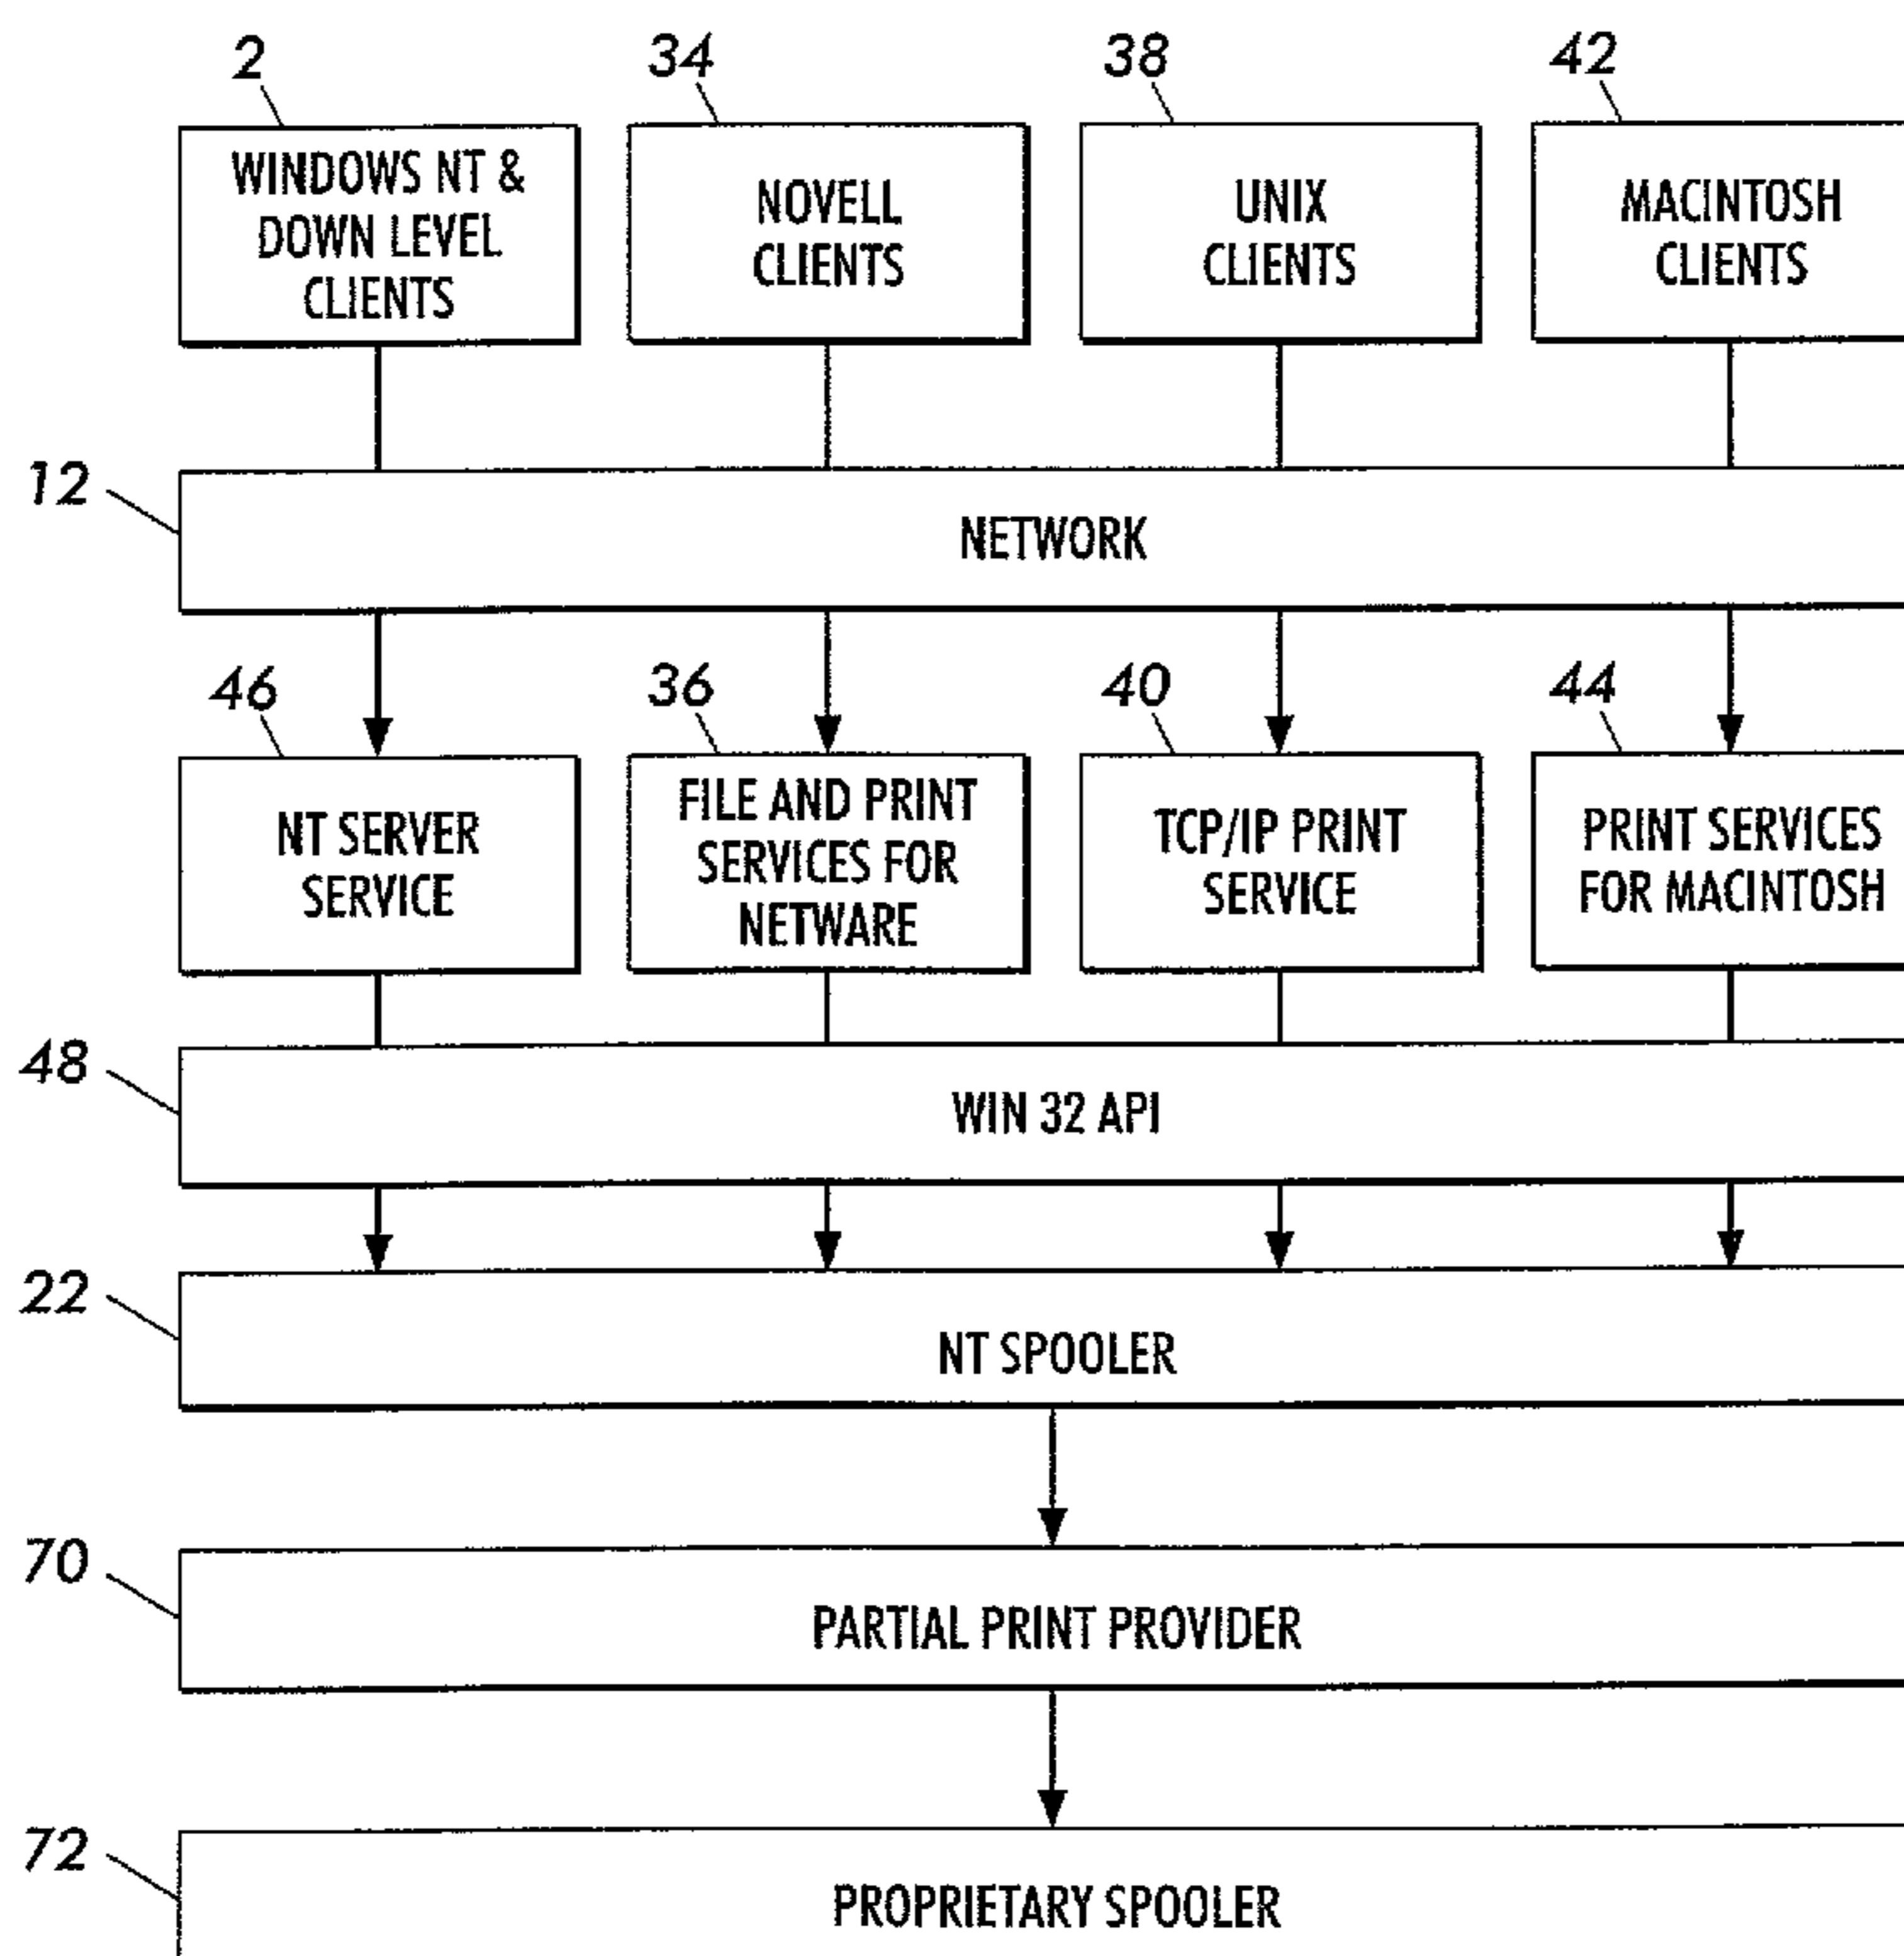 2
34
38
42
WINDOWS NT &
DOWN LEVEL
CLIENTS
NOVELL
CLIENTS
UNIX
CLIENTS
MACINTOSH
CLIENTS
12
NETWORK
46
36
40
44
NT SERVER
SERVICE
FILE AND PRINT
SERVICES FOR
NETWARE
TCP/IP PRINT
SERVICE
PRINT SERVICES
FOR MACINTOSH
48
WIN 32 API
22
NT SPOOLER
70
PARTIAL PRINT PROVIDER
72
PROPRIETARY SPOOLER